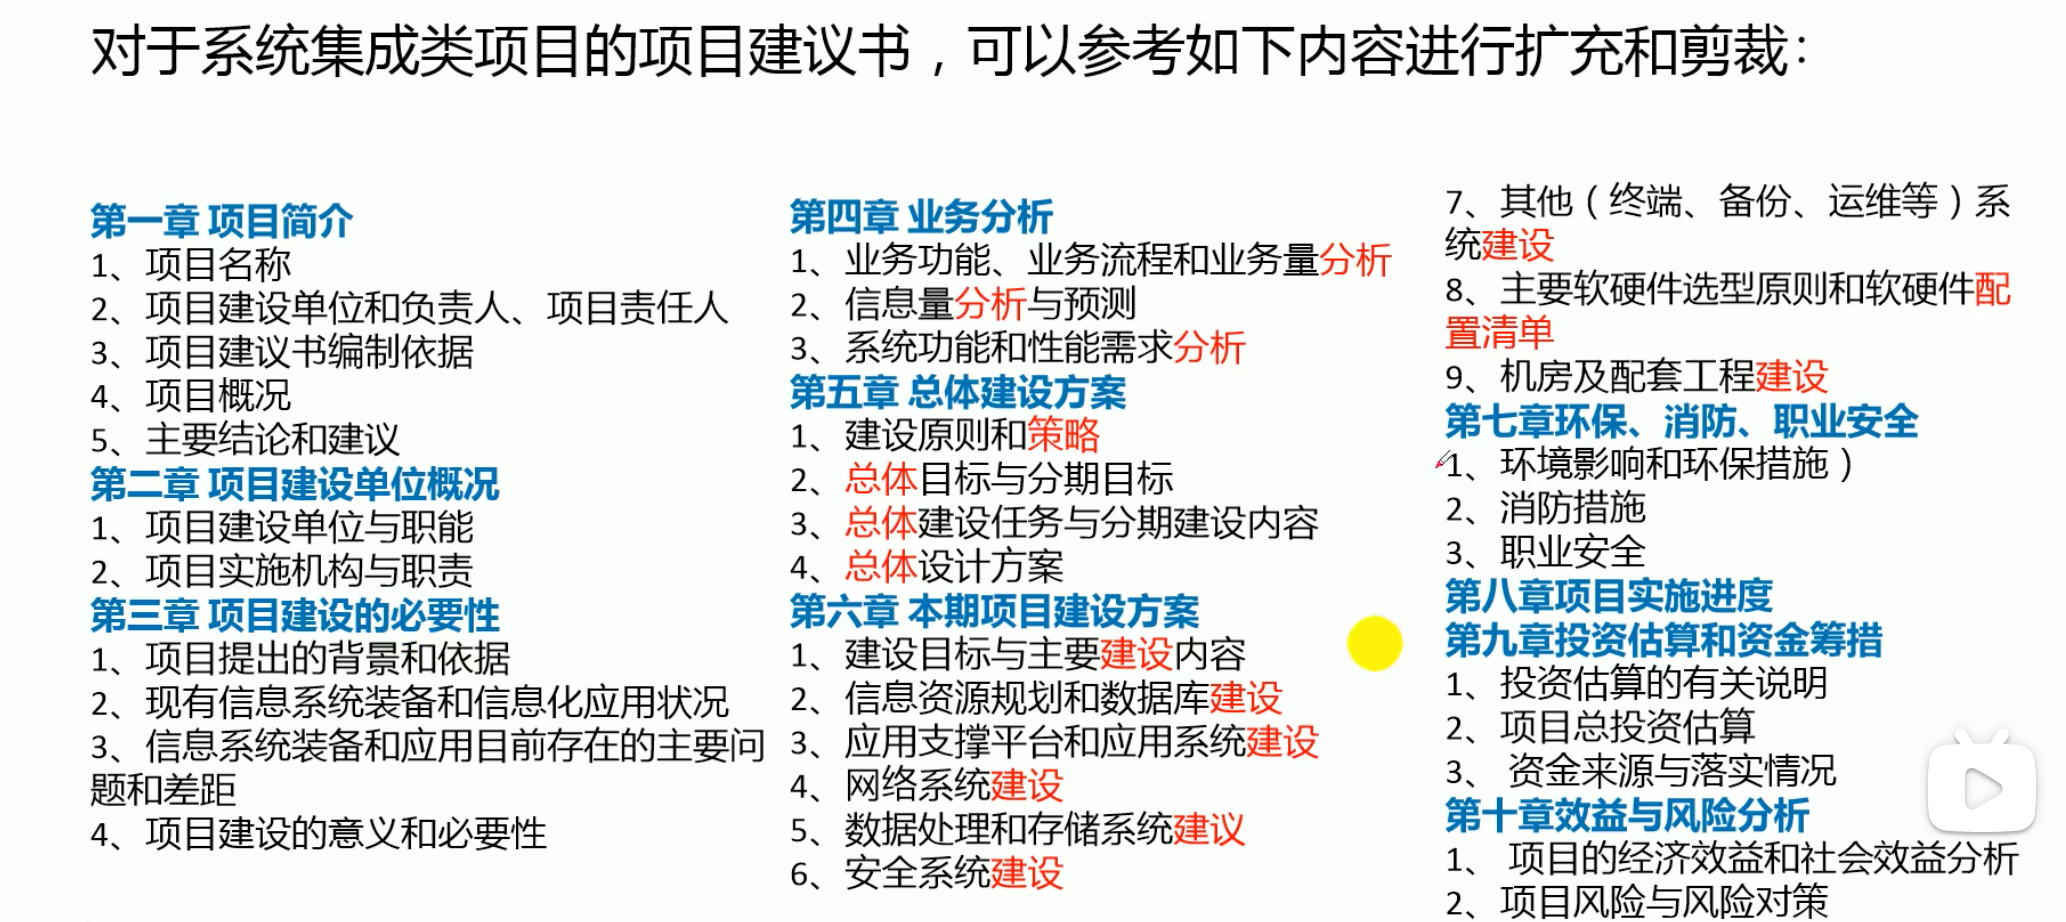 对于系统集成类项目的项目建议书，可以参考如下内容进行扩充和剪裁：
第一章 项目简介
1、项目名称
2、项目建设单位和负责人、项目责任人
3、项目建议书编制依据
4、项目概况
5、主要结论和建议
第二章 项目建设单位概况
1、项目建设单位与职能
2、项目实施机构与职责
第三章 项目建设的必要性
1、项目提出的背景和依据
2、现有信息系统装备和信息化应用状况
3、信息系统装备和应用目前存在的主要问
题和差距
4、项目建设的意义和必要性
第四章 业务分析
1、业务功能、业务流程和业务量分析
2、信息量分析与预测
3、系统功能和性能需求分析
第五章 总体建设方案
1、建设原则和策略
2、总体目标与分期目标
3、总体建设任务与分期建设内容
4、总体设计方案
第六章 本期项目建设方案
1、建设目标与主要建设内容
2、信息资源规划和数据库建设
3、应用支撑平台和应用系统建设
4、网络系统建设
5、数据处理和存储系统建议
6、安全系统建设
7、其他（终端、备份、运维等）系
统建设
8、主要软硬件选型原则和软硬件配
置清单
9、机房及配套工程建设
第七章环保、消防、职业安全
1、环境影响和环保措施）
2、消防措施
3、职业安全
第八章项目实施进度
第九章投资估算和资金筹措
1、投资估算的有关说明
2、项目总投资估算
3、 资金来源与落实情况
第十章效益与风险分析
1、 项目的经济效益和社会效益分析
2、项目风险与风险对策